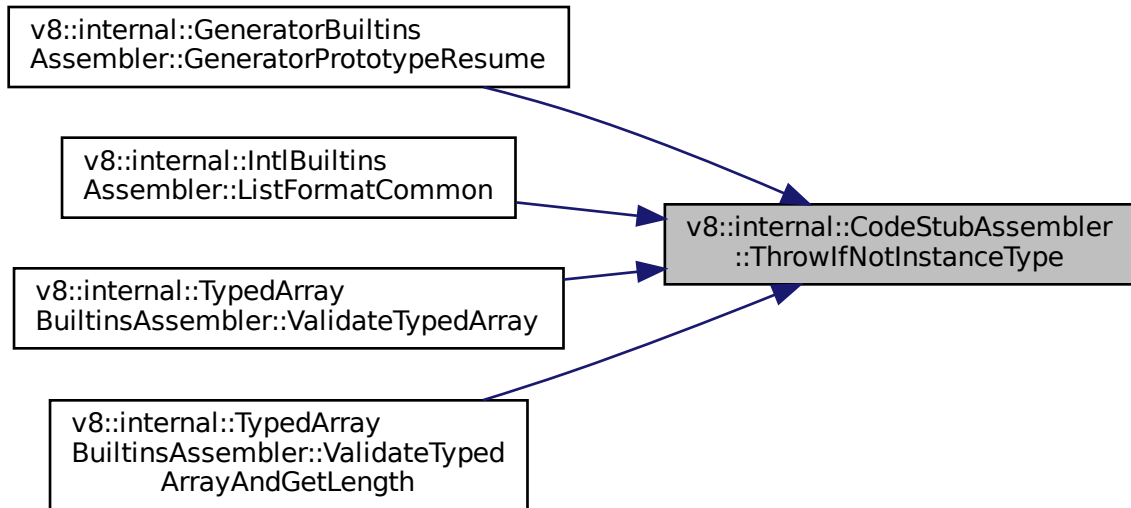 v8::internal::GeneratorBuiltins
Assembler::GeneratorPrototypeResume
v8::internal::IntlBuiltins
Assembler::ListFormatCommon
v8::internal::CodeStubAssembler
::ThrowIfNotInstanceType
v8::internal::TypedArray
BuiltinsAssembler::ValidateTypedArray
v8::internal::TypedArray
BuiltinsAssembler::ValidateTyped
ArrayAndGetLength